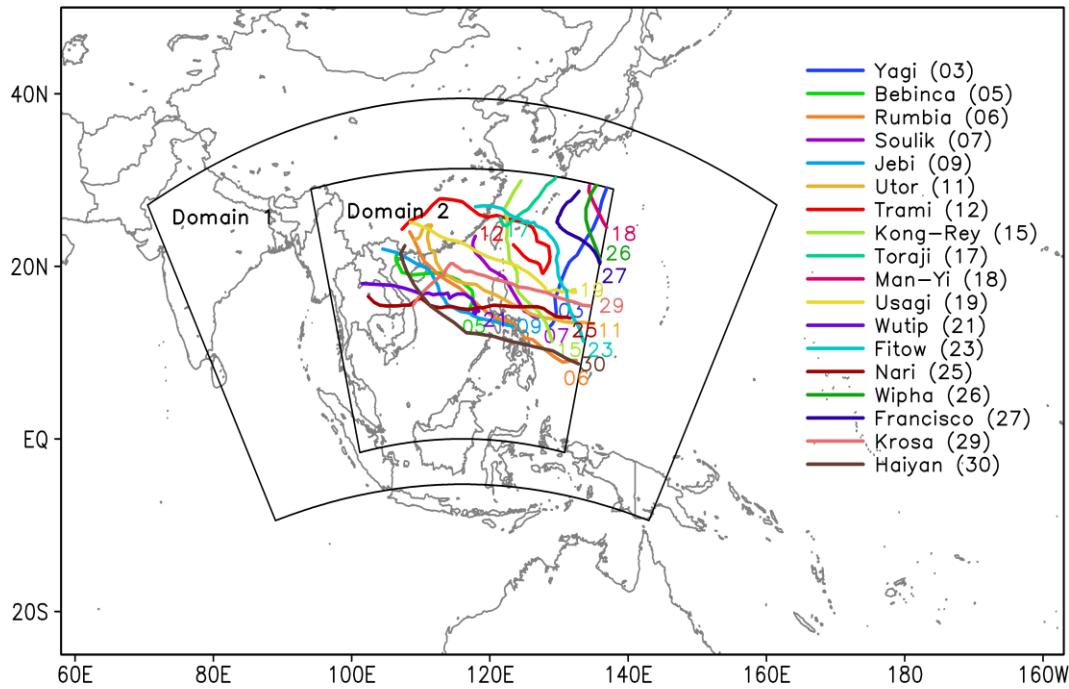 40N
20N
EQ
20S
60E
80E
100E
120E
140E
160E
180
160W
Domain 1
Domain 2
12
17
18
26
27
19
29
03
21
05
09
07
25
11
15
23
30
06
Yagi (03)
Bebinca (05)
Rumbia (06)
Soulik (07)
Jebi (09)
Utor (11)
Trami (12)
Kong-Rey (15)
Toraji (17)
Man-Yi (18)
Usagi (19)
Wutip (21)
Fitow (23)
Nari (25)
Wipha (26)
Francisco (27)
Krosa (29)
Haiyan (30)